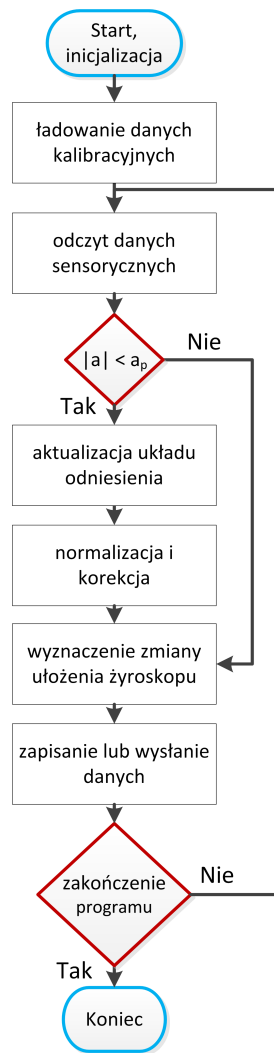 Start,
inicjalizacja
ładowanie danych
kalibracyjnych
odczyt danych
sensorycznych
|a| < aₚ
Nie
Tak
aktualizacja układu
odniesienia
normalizacja i
korekcja
wyznaczenie zmiany
ułożenia żyroskopu
zapisanie lub wysłanie
danych
zakończenie
programu
Nie
Tak
Koniec